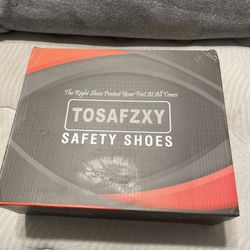 The Right Shoes Protect Your Feet At All Times
TOSAFZXY
SAFETY SHOES